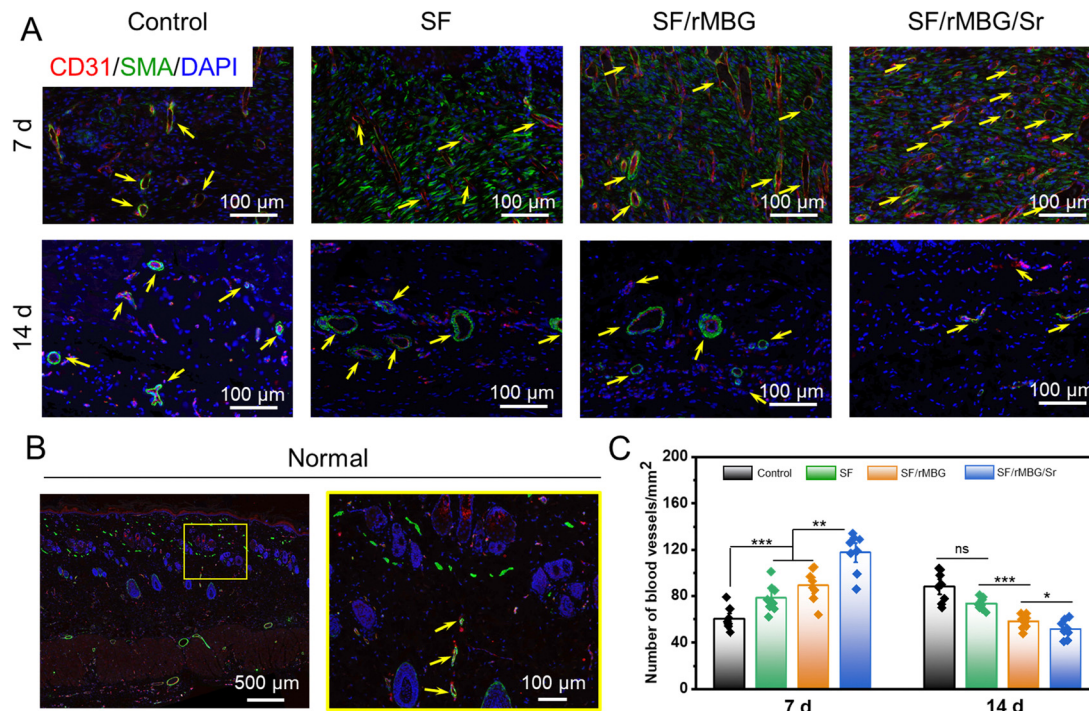 Control SF SF/rMBG SF/rMBG/Sr
A
CD31/SMA/DAPI
7 d
100 µm 100 µm 100 µm 100 µm
14 d
100 µm 100 µm 100 µm 100 µm
B
Normal
500 µm 100 µm
C
Number of blood vessels/mm²
200
160
120
80
40
0
Control SF SF/rMBG SF/rMBG/Sr
*** ** ns *** *
7 d 14 d